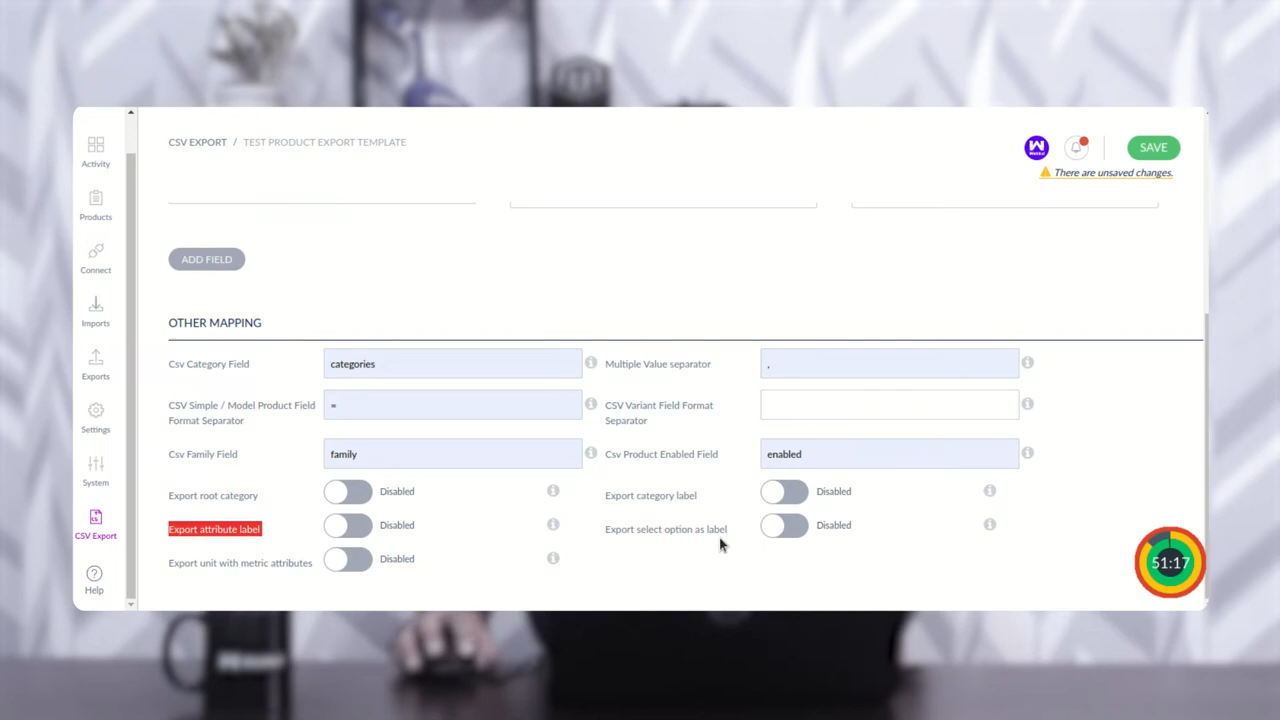 CSV EXPORT / TEST PRODUCT EXPORT TEMPLATE
SAVE
There are unsaved changes.
Activity
Products
Connect
Imports
Exports
Settings
System
CSV Export
Help
ADD FIELD
OTHER MAPPING
Csv Category Field
categories
Multiple Value separator
,
CSV Simple / Model Product Field
Format Separator
=
CSV Variant Field Format
Separator
Csv Family Field
family
Csv Product Enabled Field
enabled
Export root category
Disabled
Export category label
Disabled
Export attribute label
Disabled
Export select option as label
Disabled
Export unit with metric attributes
Disabled
51:17